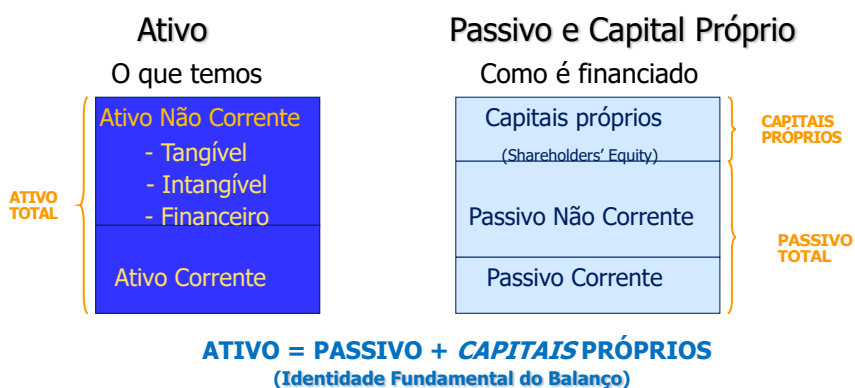 Ativo
Passivo e Capital Próprio
O que temos
Como é financiado
ATIVO
TOTAL
Ativo Não Corrente
- Tangível
- Intangível
- Financeiro
Ativo Corrente
Capitais próprios
(Shareholders' Equity)
Passivo Não Corrente
Passivo Corrente
CAPITAIS
PRÓPRIOS
PASSIVO
TOTAL
ATIVO = PASSIVO + CAPITAIS PRÓPRIOS
(Identidade Fundamental do Balanço)